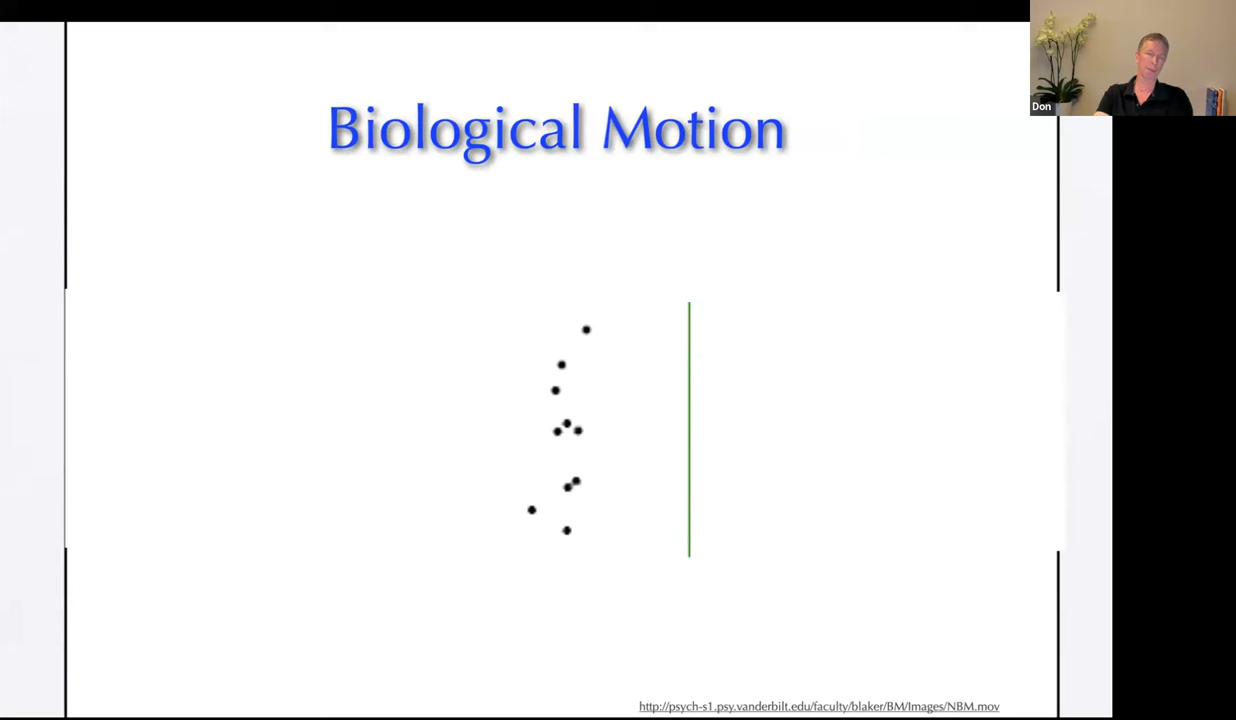 Biological Motion
Don
http://psych-s1.psy.vanderbilt.edu/faculty/blaker/BM/Images/NBM.mov